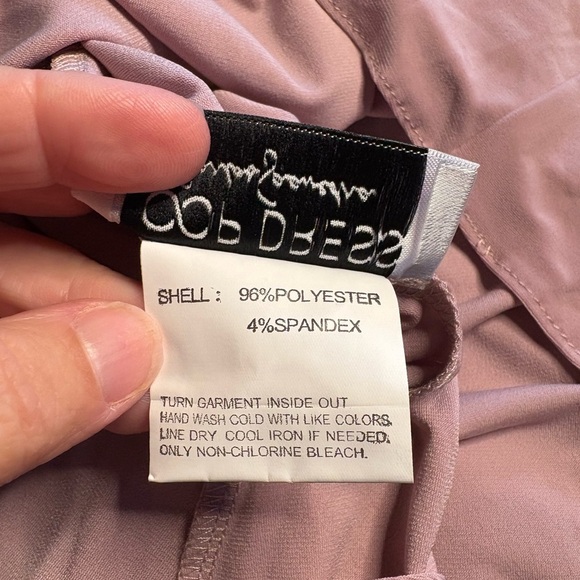 DRESS
SHELL : 96%POLYESTER
4%SPANDEX
TURN GARMENT INSIDE OUT
HAND WASH COLD WITH LIKE COLORS,
LINE DRY COOL IRON IF NEEDED,
ONLY NON-CHLORINE BLEACH.